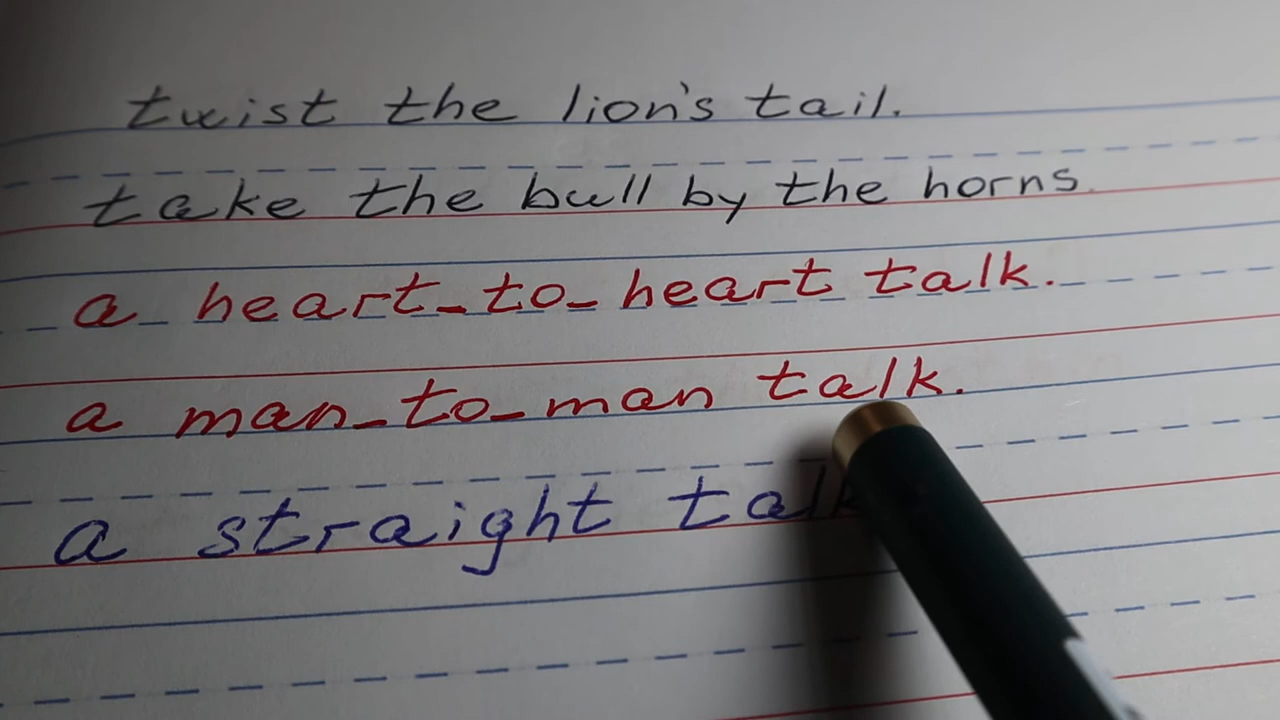 twist the lion's tail.
take the bull by the horns.
a heart-to-heart talk.
a man-to-man talk.
a straight talk